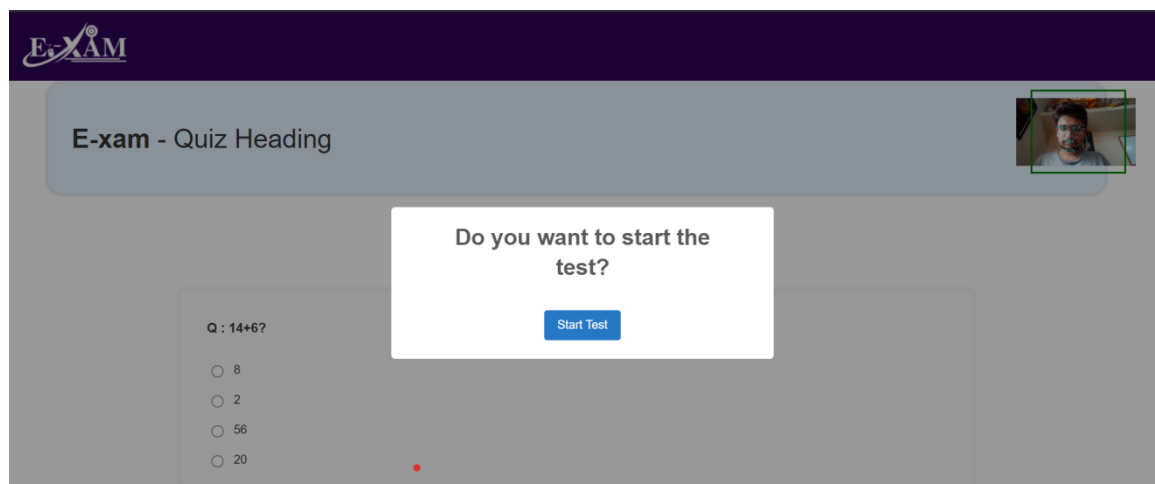 E-XAM
E-xam - Quiz Heading
Do you want to start the
test?
Start Test
Q : 14+6?
8
2
56
20